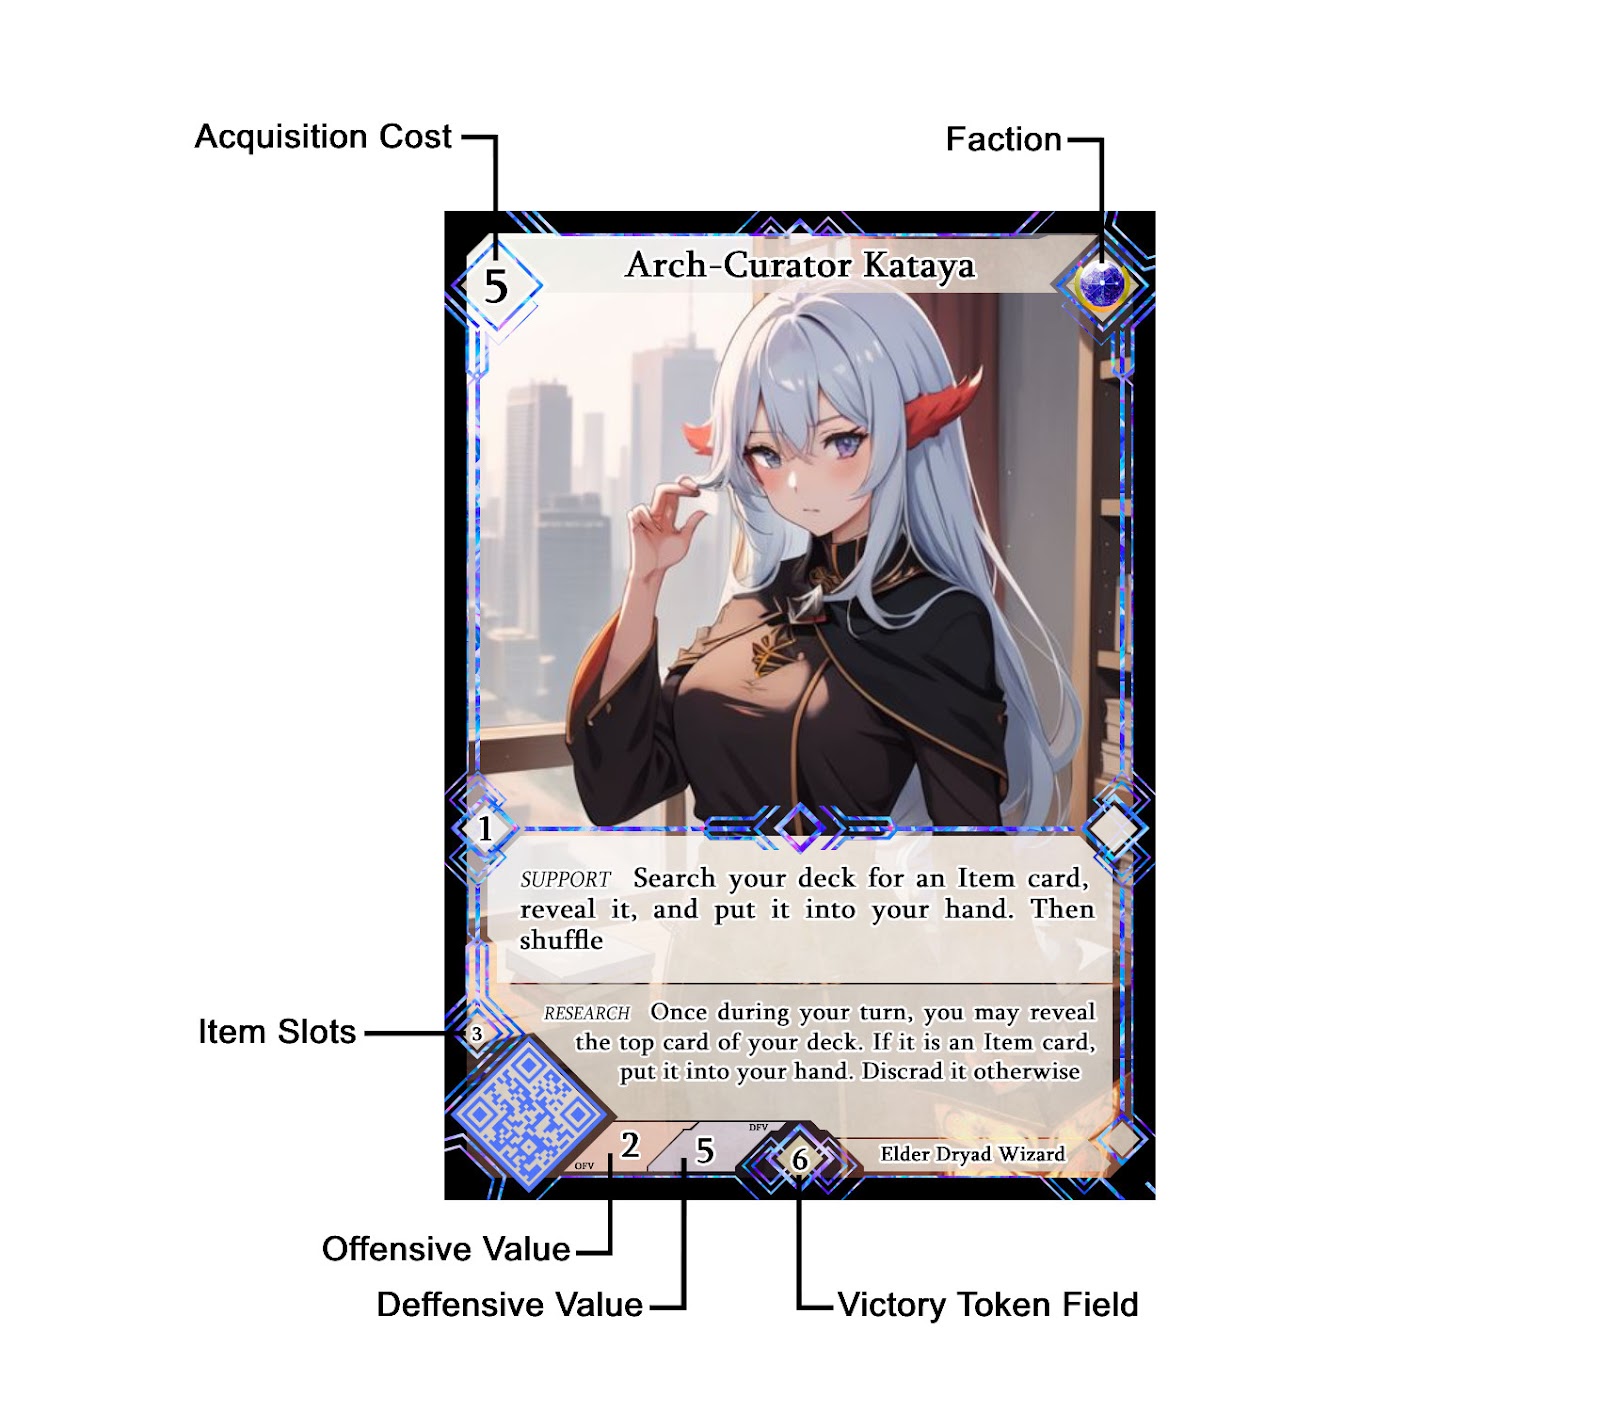 Acquisition Cost
Faction
5
Arch-Curator Kataya
1
SUPPORT Search your deck for an Item card,
reveal it, and put it into your hand. Then
shuffle
Item Slots
3
RESEARCH Once during your turn, you may reveal
the top card of your deck. If it is an Item card,
put it into your hand. Discrad it otherwise
OFV
2
5
DFV
6
Elder Dryad Wizard
Offensive Value
Deffensive Value
Victory Token Field